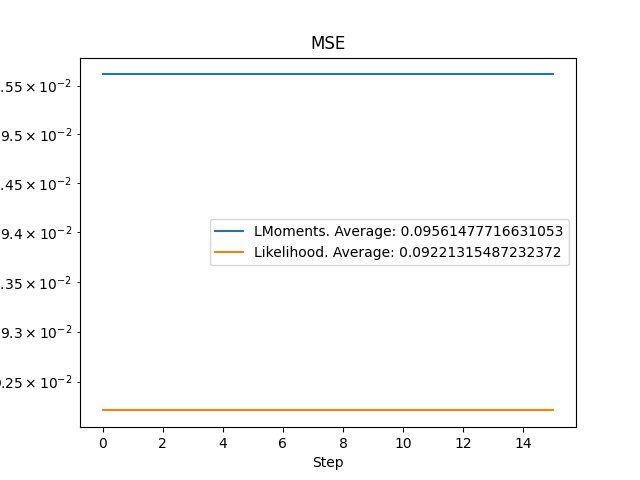 MSE
.55 × 10⁻²
9.5 × 10⁻²
.45 × 10⁻²
9.4 × 10⁻²
.35 × 10⁻²
9.3 × 10⁻²
.25 × 10⁻²
LMoments. Average: 0.09561477716631053
Likelihood. Average: 0.09221315487232372
0 2 4 6 8 10 12 14
Step